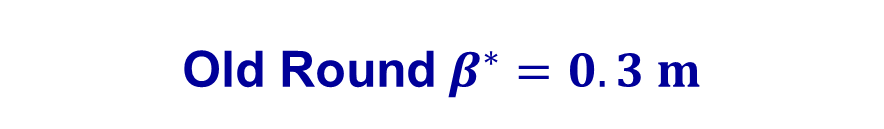 Old Round β* = 0.3 m